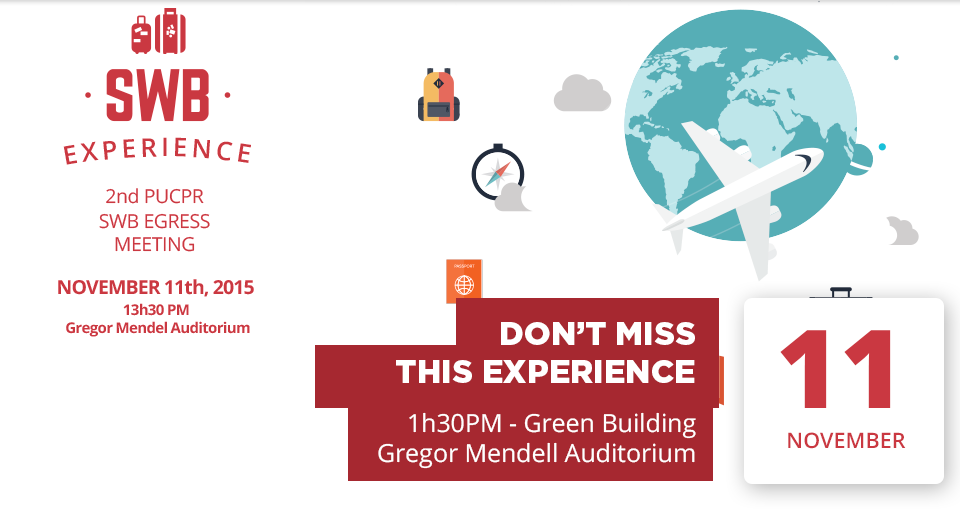 SWB
EXPERIENCE
2nd PUCPR
SWB EGRESS
MEETING
NOVEMBER 11th, 2015
13h30 PM
Gregor Mendel Auditorium
PASSPORT
DON'T MISS
THIS EXPERIENCE
1h30PM - Green Building
Gregor Mendell Auditorium
11
NOVEMBER